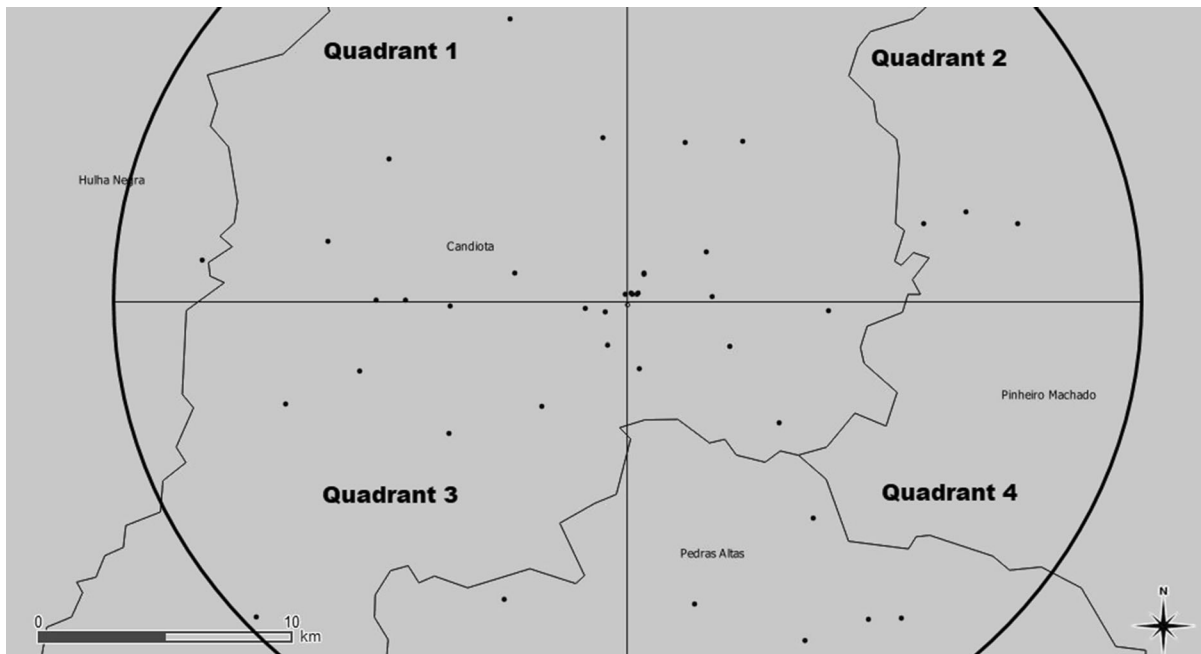 Quadrant 1
Quadrant 2
Hulha Negra
Candiota
Pinheiro Machado
Quadrant 3
Quadrant 4
Pedras Altas
N
0 10
km